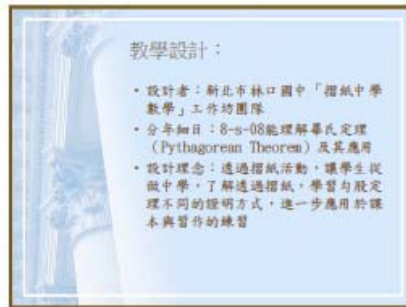 教學設計：
• 設計者：新北市林口國中「摺紙中學
數學」工作坊團隊
• 分年細目：8-s-08能理解畢氏定理
（Pythagorean Theorem）及其應用
• 設計理念：透過摺紙活動，讓學生從
做中學，了解透過摺紙，學習勾股定
理不同的證明方式，進一步應用於課
本與習作的練習